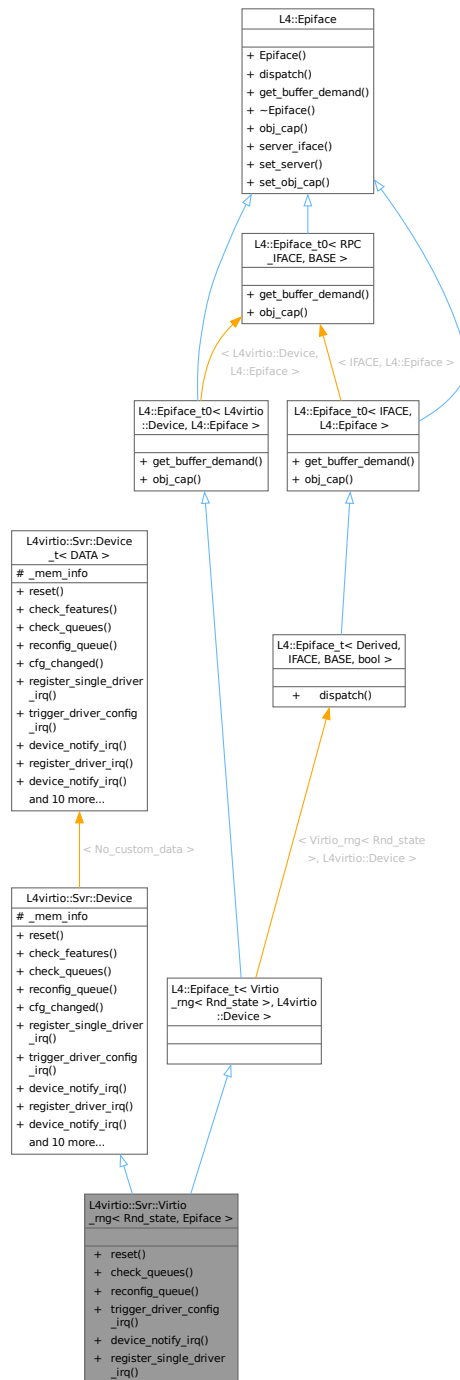 L4::Epiface
+ Epiface()
+ dispatch()
+ get_buffer_demand()
+ ~Epiface()
+ obj_cap()
+ server_iface()
+ set_server()
+ set_obj_cap()
L4::Epiface_t0< RPC
_IFACE, BASE >
+ get_buffer_demand()
+ obj_cap()
< L4virtio::Device,
L4::Epiface >
< IFACE, L4::Epiface >
L4::Epiface_t0< L4virtio
::Device, L4::Epiface >
+ get_buffer_demand()
+ obj_cap()
L4::Epiface_t0< IFACE,
L4::Epiface >
+ get_buffer_demand()
+ obj_cap()
L4virtio::Svr::Device
_t< DATA >
# _mem_info
+ reset()
+ check_features()
+ check_queues()
+ reconfig_queue()
+ cfg_changed()
+ register_single_driver
_irq()
+ trigger_driver_config
_irq()
+ device_notify_irq()
+ register_driver_irq()
+ device_notify_irq()
and 10 more...
L4::Epiface_t< Derived,
IFACE, BASE, bool >
+ dispatch()
< No_custom_data >
< Virtio_rng< Rnd_state
>, L4virtio::Device >
L4virtio::Svr::Device
# _mem_info
+ reset()
+ check_features()
+ check_queues()
+ reconfig_queue()
+ cfg_changed()
+ register_single_driver
_irq()
+ trigger_driver_config
_irq()
+ device_notify_irq()
+ register_driver_irq()
+ device_notify_irq()
and 10 more...
L4::Epiface_t< Virtio
_rng< Rnd_state >, L4virtio
::Device >
L4virtio::Svr::Virtio
_rng< Rnd_state, Epiface >
+ reset()
+ check_queues()
+ reconfig_queue()
+ trigger_driver_config
_irq()
+ device_notify_irq()
+ register_single_driver
_irq()